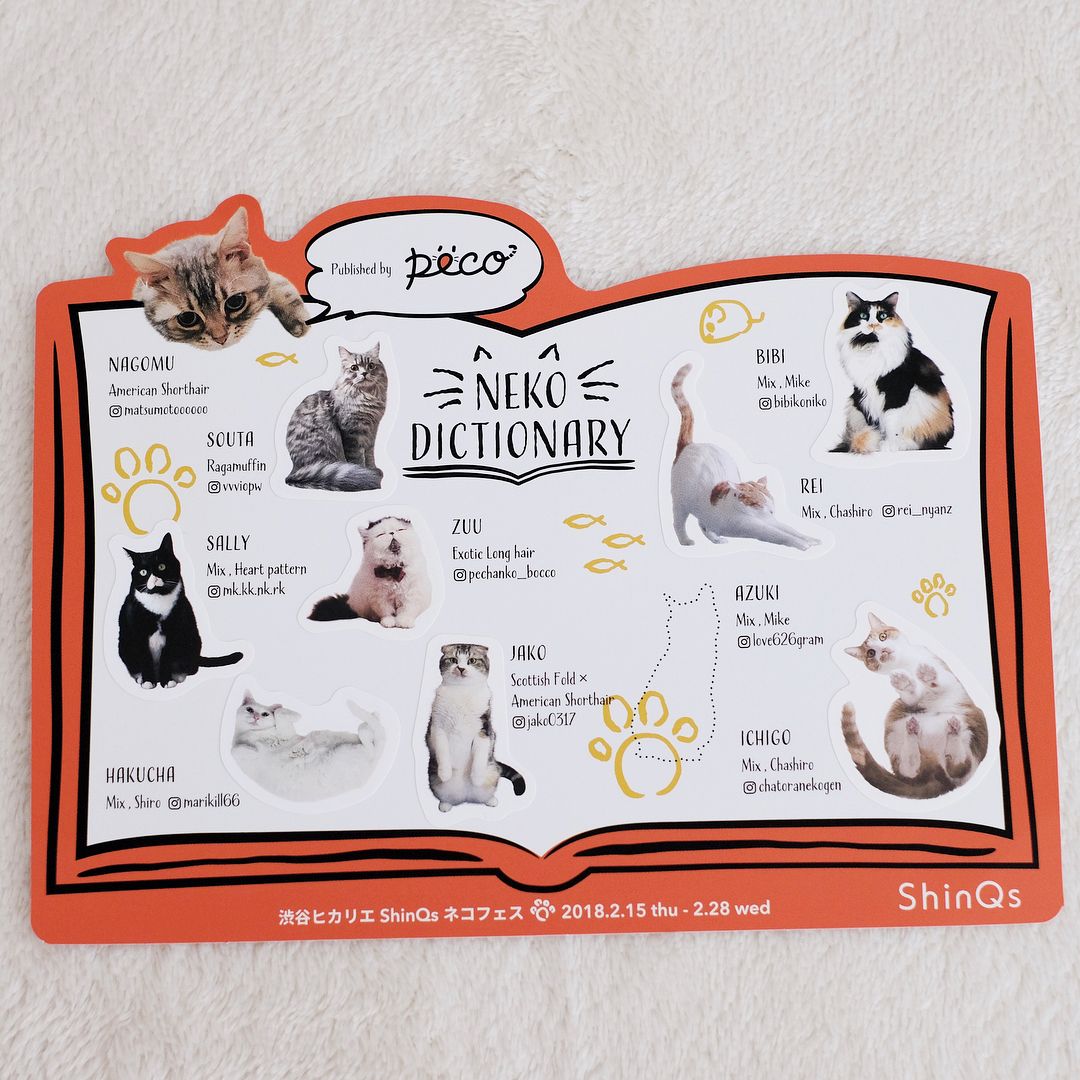 Published by peco
NEKO
DICTIONARY
NAGOMU
American Shorthair
matsumotoooooo
SOUTA
Ragamuffin
vvviopw
SALLY
Mix , Heart pattern
mk.kk.nk.rk
ZUU
Exotic Long hair
pechanko_bocco
JAKO
Scottish Fold ×
American Shorthair
jako0317
HAKUCHA
Mix , Shiro marikill66
BIBI
Mix , Mike
bibikoniko
REI
Mix , Chashiro rei_nyanz
AZUKI
Mix , Mike
love626gram
ICHIGO
Mix , Chashiro
chatoranekogen
ShinQs
渋谷ヒカリエ ShinQs ネコフェス 2018.2.15 thu - 2.28 wed